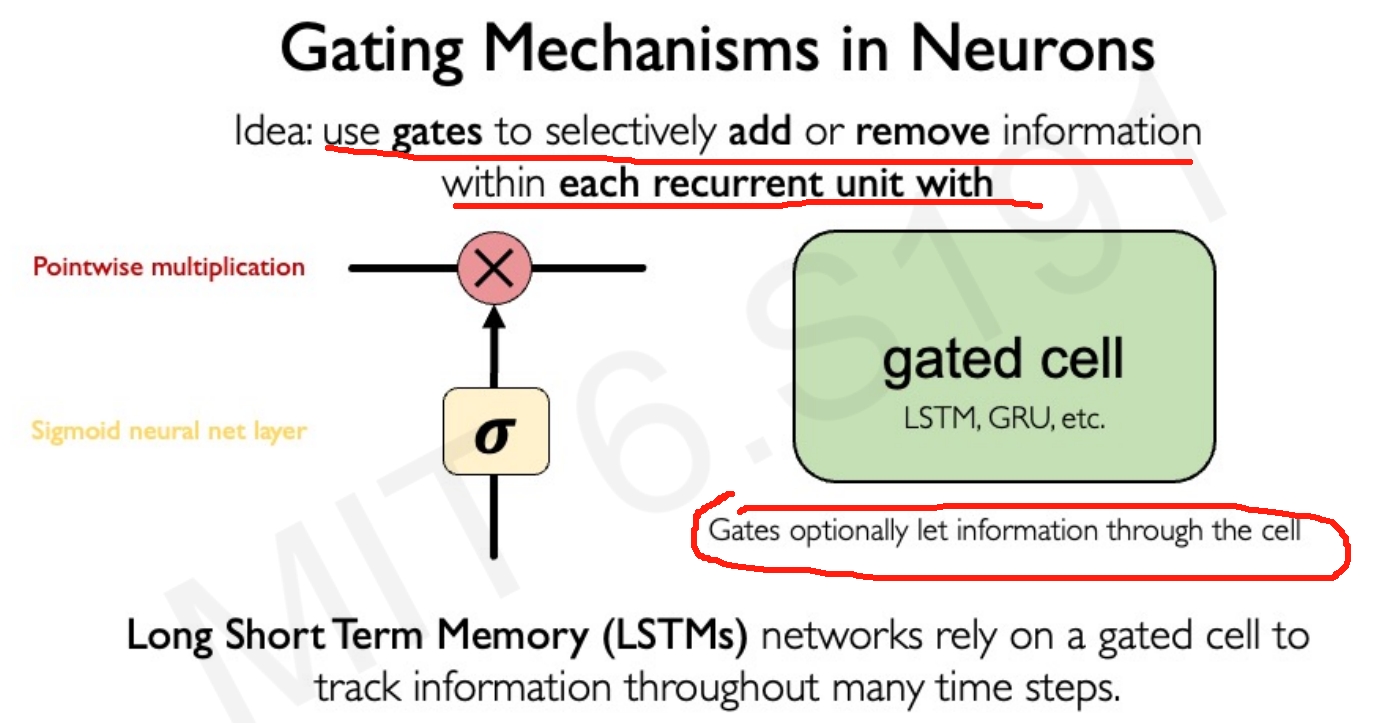 Gating Mechanisms in Neurons
Idea: use gates to selectively add or remove information
within each recurrent unit with
Pointwise multiplication
Sigmoid neural net layer
σ
gated cell
LSTM, GRU, etc.
Gates optionally let information through the cell
Long Short Term Memory (LSTMs) networks rely on a gated cell to
track information throughout many time steps.
MIT 6.S191